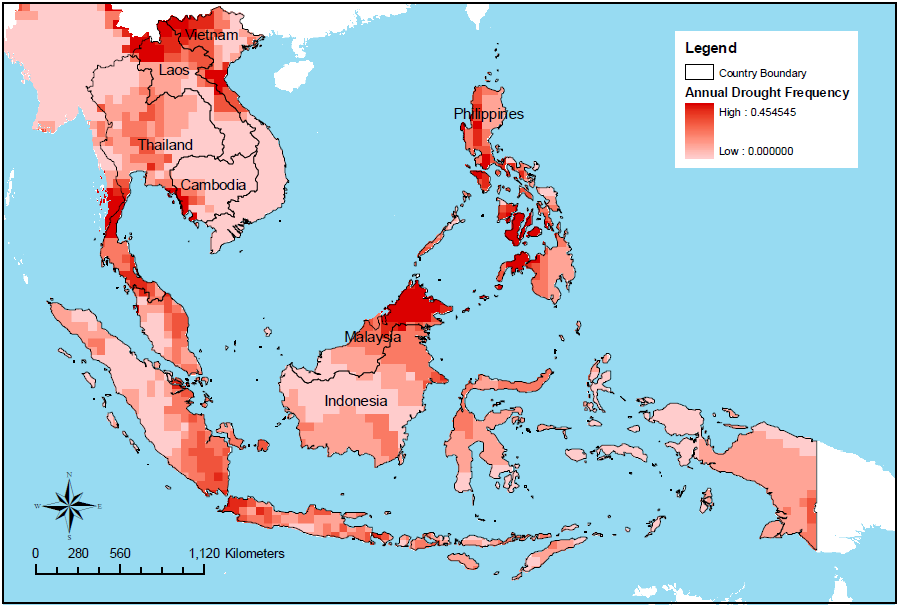 Vietnam
Laos
Thailand
Cambodia
Philippines
Malaysia
Indonesia
Legend
Country Boundary
Annual Drought Frequency
High : 0.454545
Low : 0.000000
N
W E
S
0 280 560 1,120 Kilometers